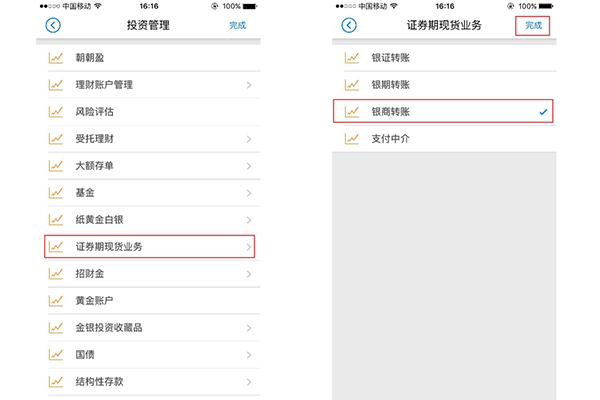 中国移动 16:16 100%
投资管理 完成
朝朝盈
理财账户管理
风险评估
受托理财
大额存单
基金
纸黄金白银
证券期现货业务
招财金
黄金账户
金银投资收藏品
国债
结构性存款
中国移动 16:16 100%
证券期现货业务 完成
银证转账
银期转账
银商转账
支付中介